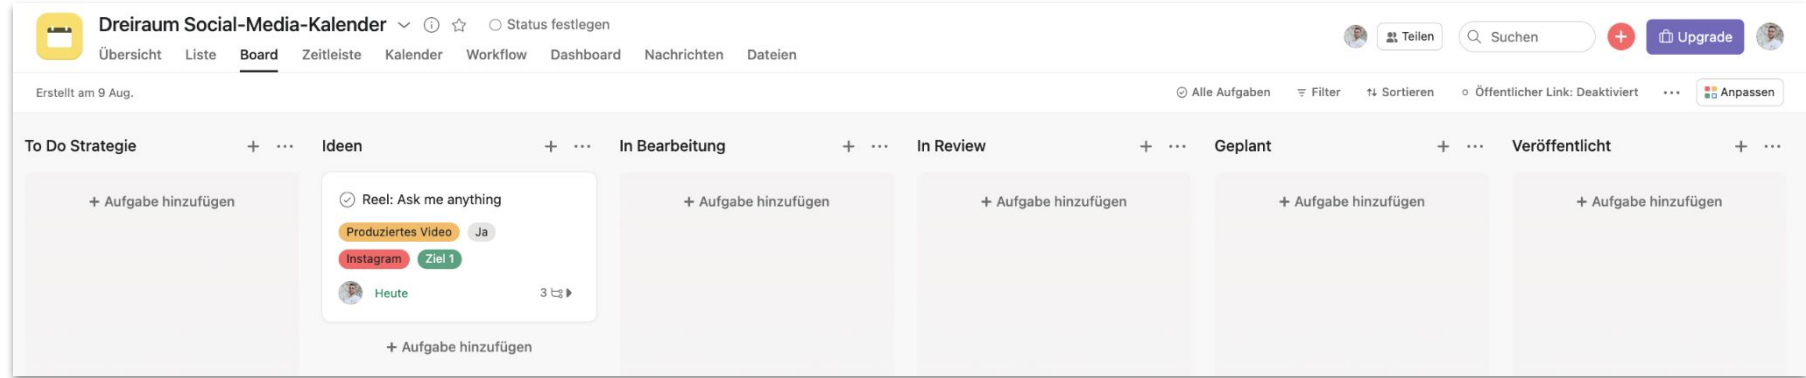 Dreiraum Social-Media-Kalender Status festlegen
Teilen Suchen Upgrade
Übersicht Liste Board Zeitleiste Kalender Workflow Dashboard Nachrichten Dateien
Erstellt am 9 Aug. Alle Aufgaben Filter Sortieren Öffentlicher Link: Deaktiviert ... Anpassen
To Do Strategie + ... Ideen + ... In Bearbeitung + ... In Review + ... Geplant + ... Veröffentlicht + ...
+ Aufgabe hinzufügen
Reel: Ask me anything
Produziertes Video Ja
Instagram Ziel 1
Heute 3
+ Aufgabe hinzufügen
+ Aufgabe hinzufügen
+ Aufgabe hinzufügen
+ Aufgabe hinzufügen
+ Aufgabe hinzufügen